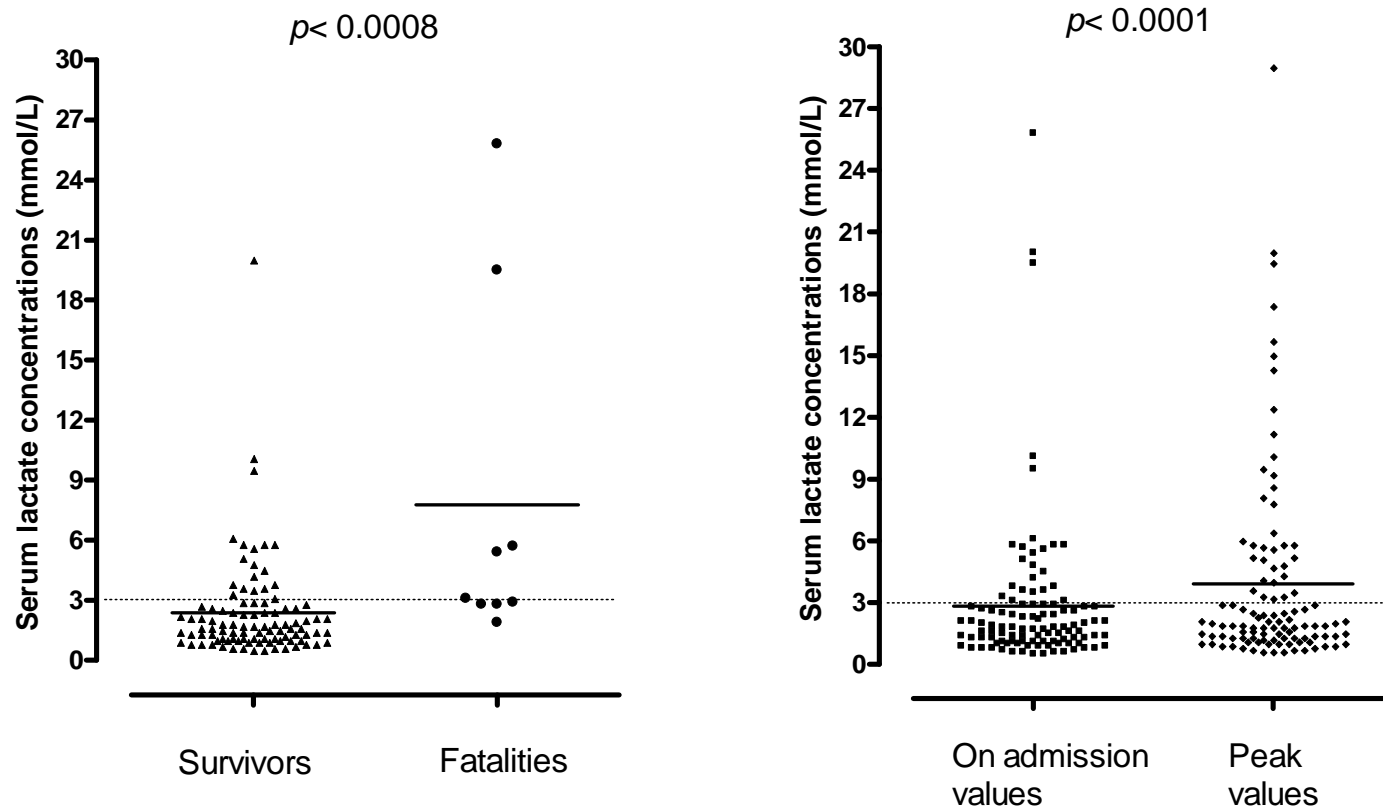 p< 0.0008
Serum lactate concentrations (mmol/L)
30
27
24
21
18
15
12
9
6
3
0
Survivors
Fatalities
p< 0.0001
Serum lactate concentrations (mmol/L)
30
27
24
21
18
15
12
9
6
3
0
On admission
values
Peak
values